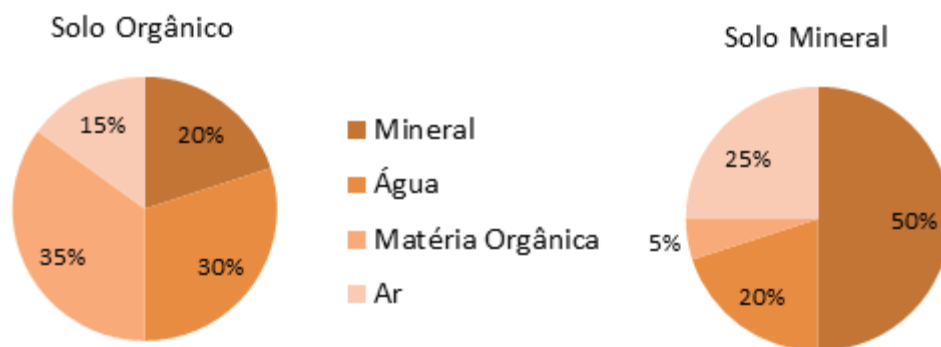 Solo Orgânico
15%
20%
35%
30%
Mineral
Água
Matéria Orgânica
Ar
Solo Mineral
25%
50%
5%
20%